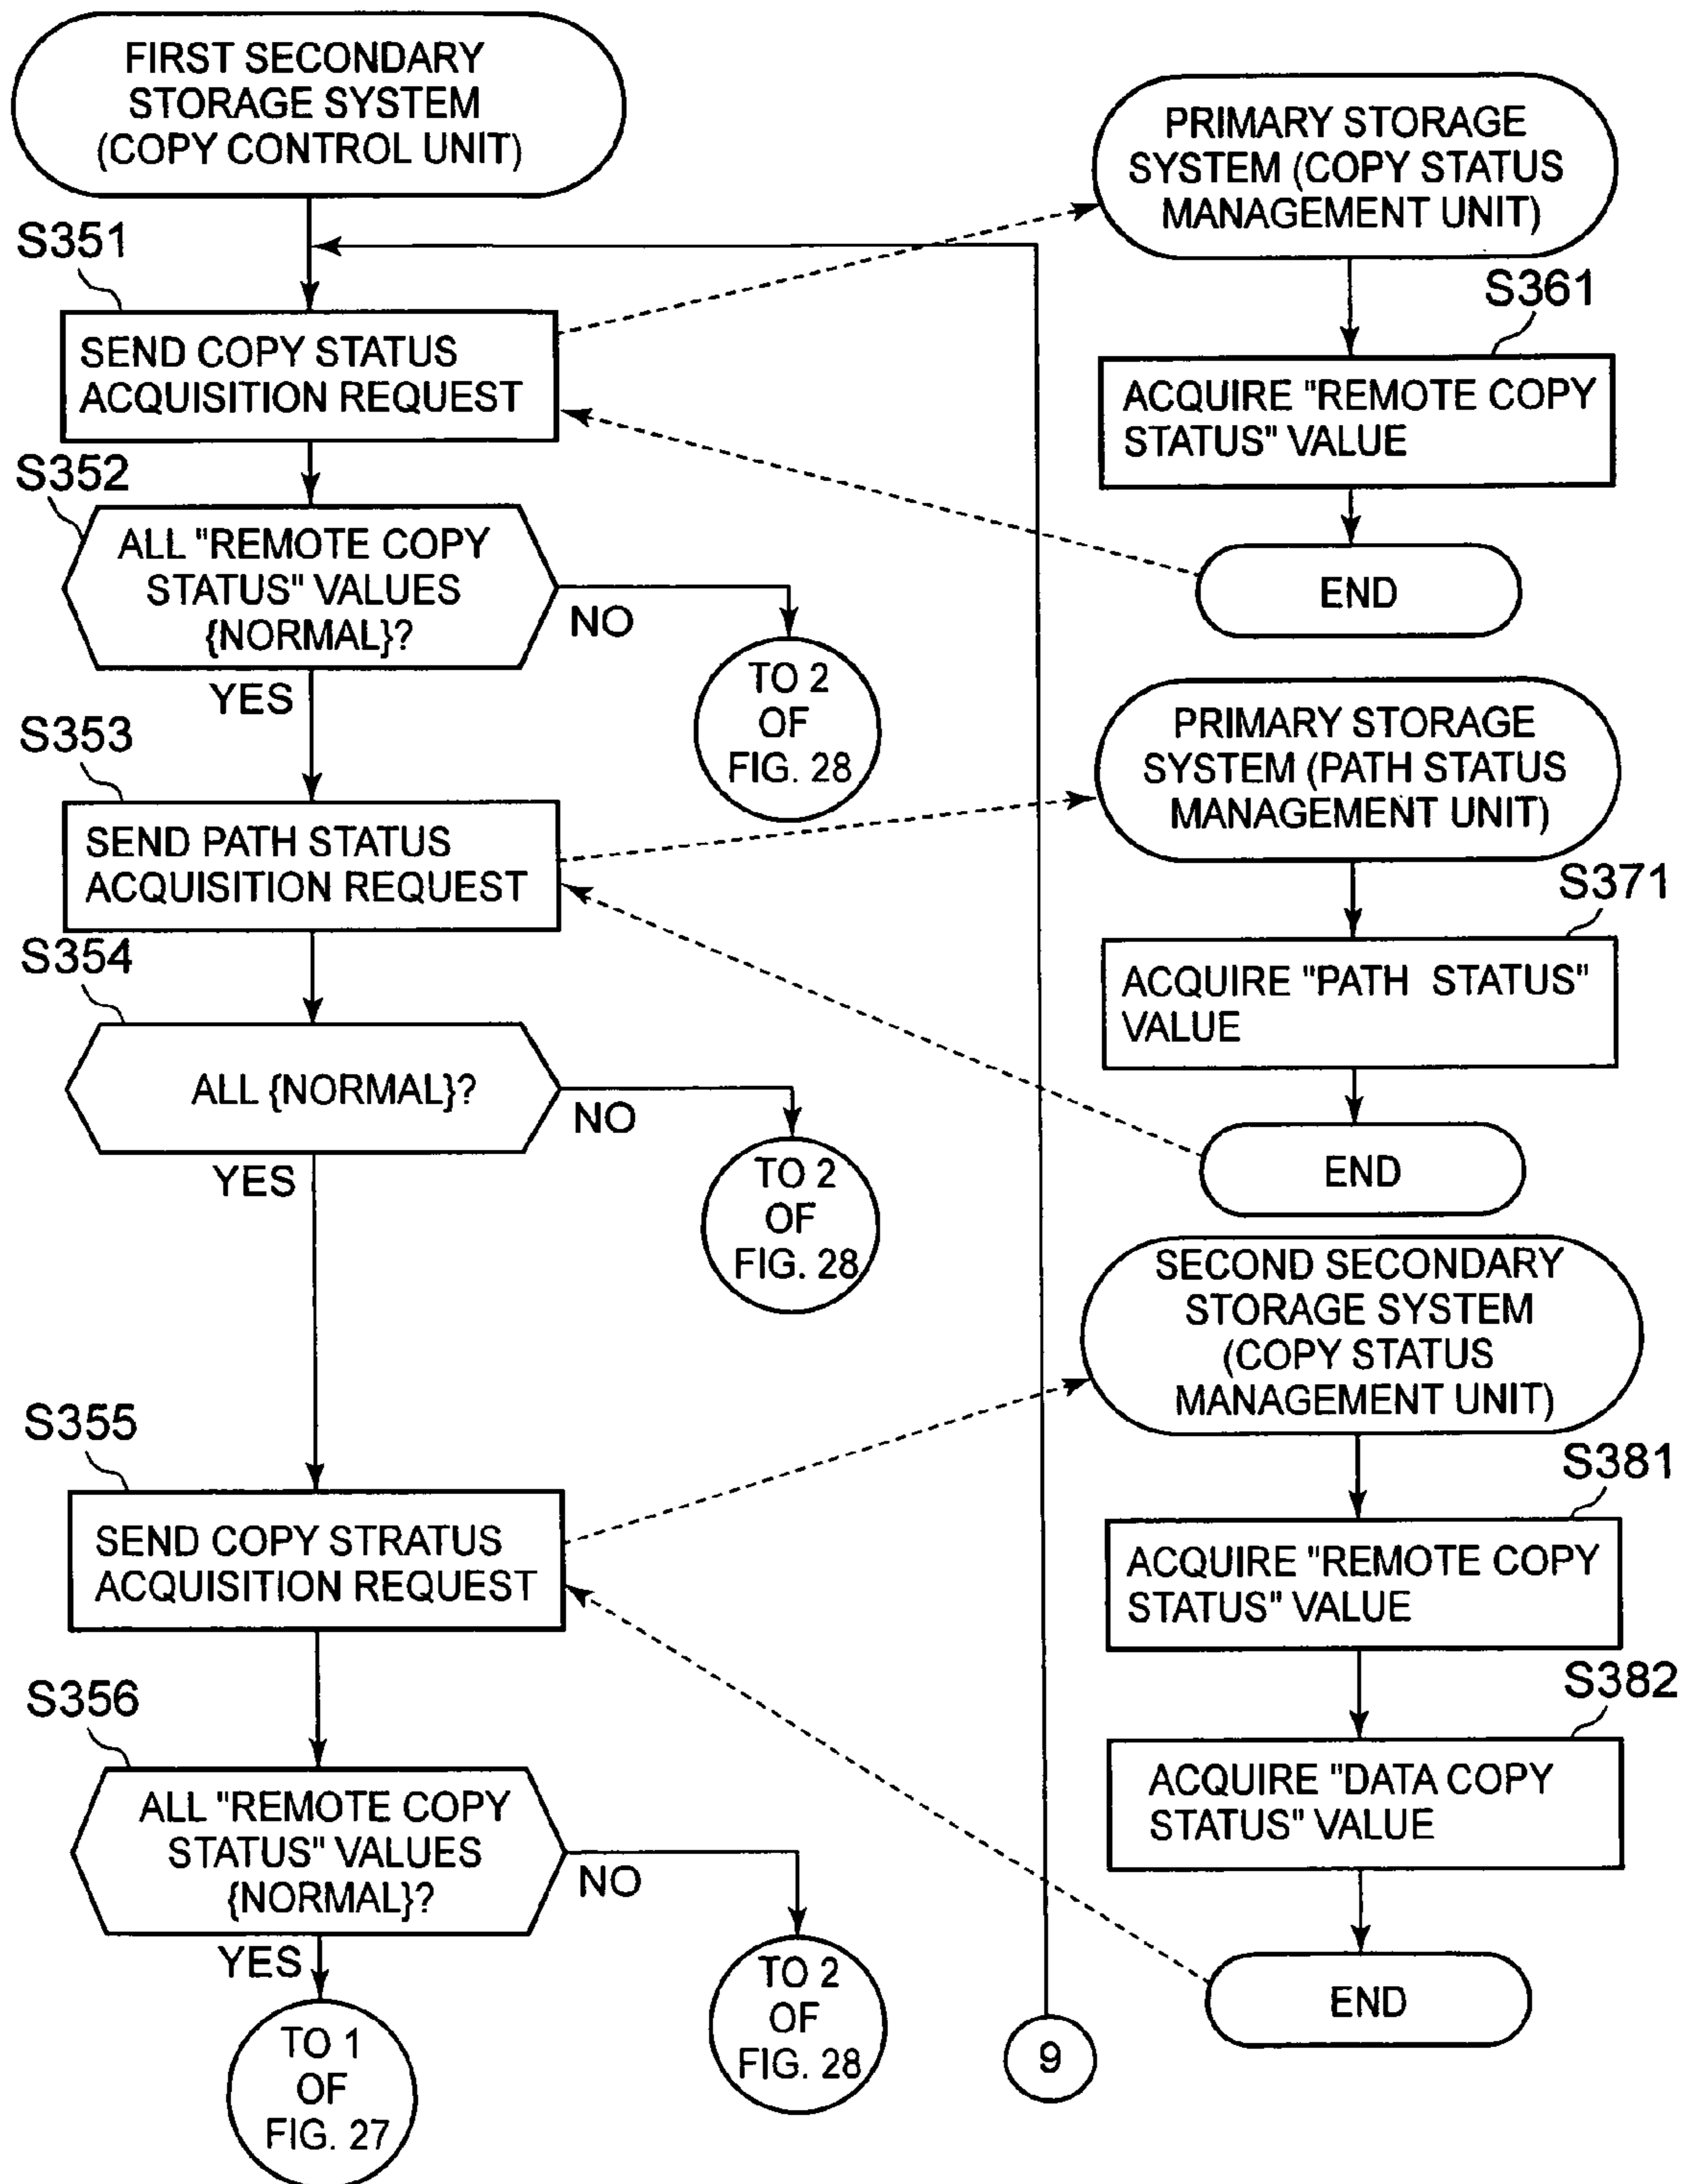 FIRST SECONDARY
STORAGE SYSTEM
(COPY CONTROL UNIT)
S351
SEND COPY STATUS
ACQUISITION REQUEST
S352
ALL "REMOTE COPY
STATUS" VALUES
{NORMAL}?
NO
YES
TO 2
OF
FIG. 28
S353
SEND PATH STATUS
ACQUISITION REQUEST
S354
ALL {NORMAL}?
NO
YES
TO 2
OF
FIG. 28
S355
SEND COPY STRATUS
ACQUISITION REQUEST
S356
ALL "REMOTE COPY
STATUS" VALUES
{NORMAL}?
NO
YES
TO 2
OF
FIG. 28
TO 1
OF
FIG. 27
9
PRIMARY STORAGE
SYSTEM (COPY STATUS
MANAGEMENT UNIT)
S361
ACQUIRE "REMOTE COPY
STATUS" VALUE
END
PRIMARY STORAGE
SYSTEM (PATH STATUS
MANAGEMENT UNIT)
S371
ACQUIRE "PATH STATUS"
VALUE
END
SECOND SECONDARY
STORAGE SYSTEM
(COPY STATUS
MANAGEMENT UNIT)
S381
ACQUIRE "REMOTE COPY
STATUS" VALUE
S382
ACQUIRE "DATA COPY
STATUS" VALUE
END